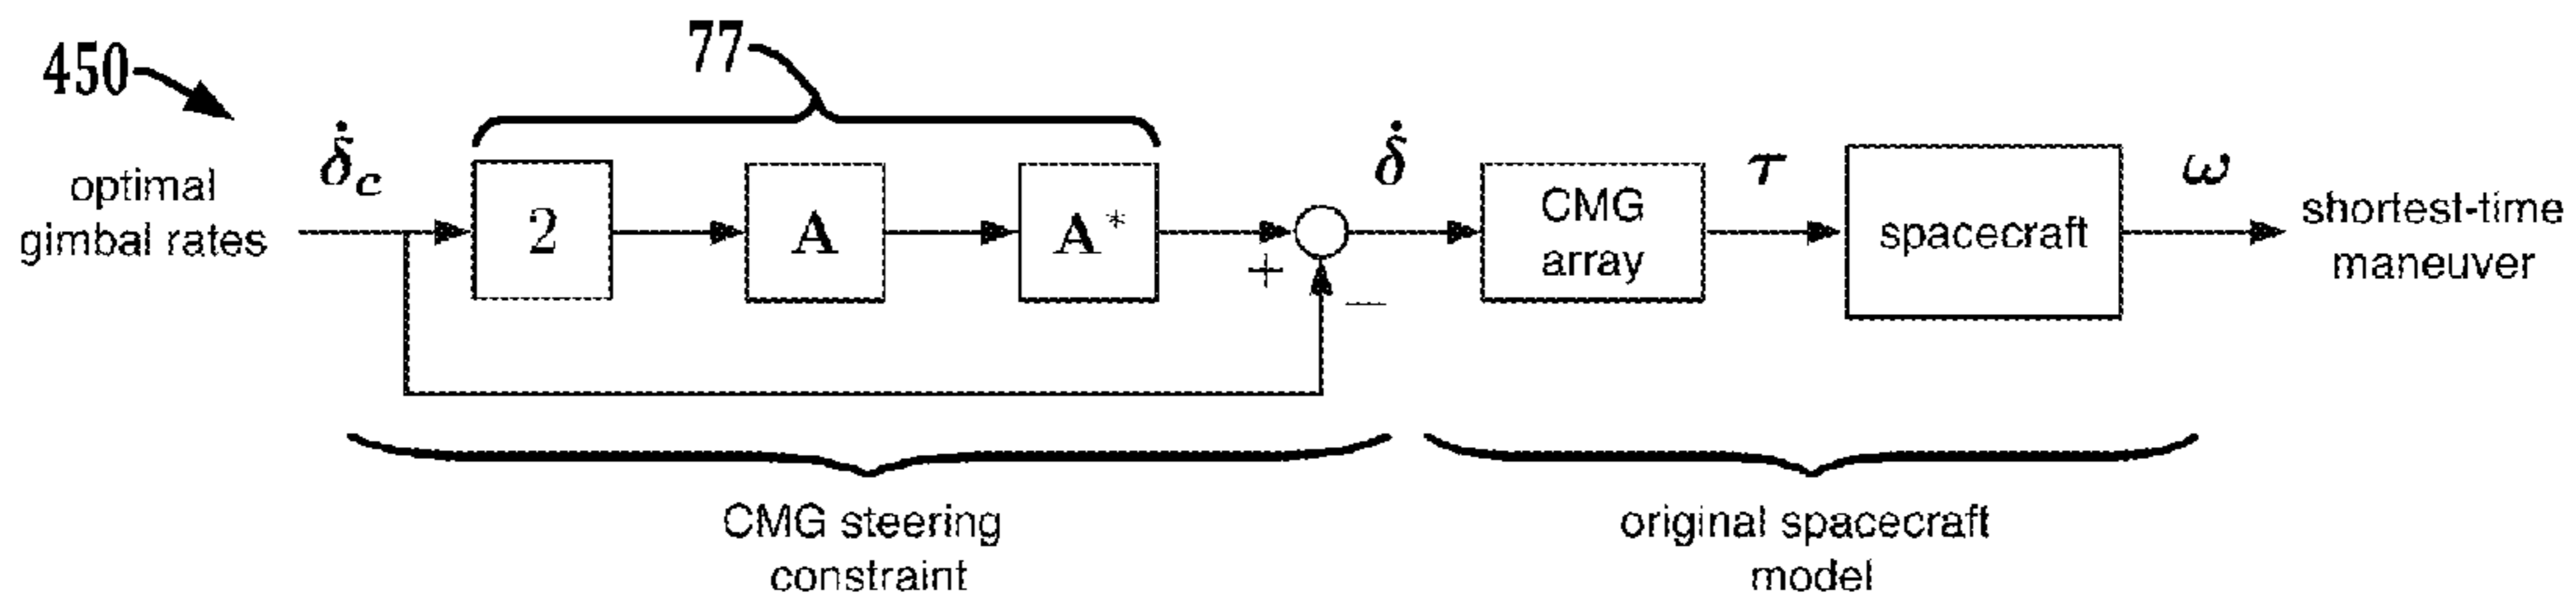 450
77
optimal
gimbal rates
δ̇c
2
A
A*
+
−
δ̇
CMG
array
τ
spacecraft
ω
shortest-time
maneuver
CMG steering
constraint
original spacecraft
model